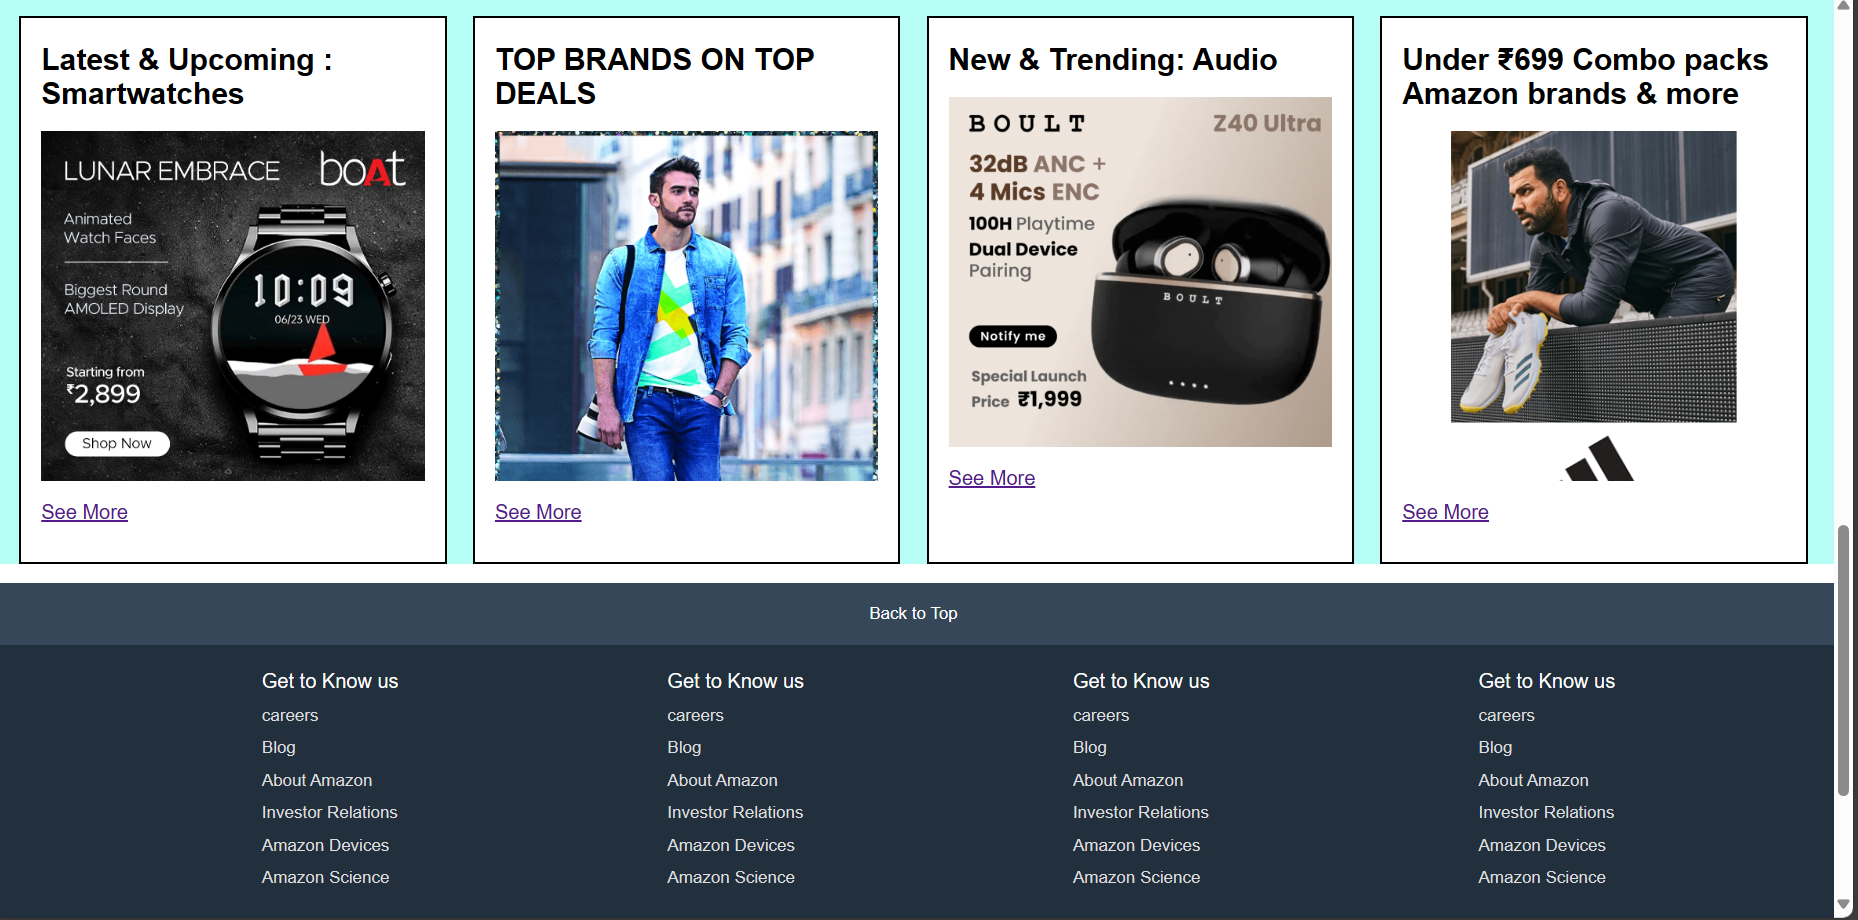 Latest & Upcoming :
Smartwatches
LUNAR EMBRACE
boAt
Animated
Watch Faces
Biggest Round
AMOLED Display
10:09
06/23 WED
Starting from
₹2,899
Shop Now
See More
TOP BRANDS ON TOP
DEALS
See More
New & Trending: Audio
BOULT
Z40 Ultra
32dB ANC +
4 Mics ENC
100H Playtime
Dual Device
Pairing
BOULT
Notify me
Special Launch
Price ₹1,999
See More
Under ₹699 Combo packs
Amazon brands & more
See More
Back to Top
Get to Know us
careers
Blog
About Amazon
Investor Relations
Amazon Devices
Amazon Science
Get to Know us
careers
Blog
About Amazon
Investor Relations
Amazon Devices
Amazon Science
Get to Know us
careers
Blog
About Amazon
Investor Relations
Amazon Devices
Amazon Science
Get to Know us
careers
Blog
About Amazon
Investor Relations
Amazon Devices
Amazon Science